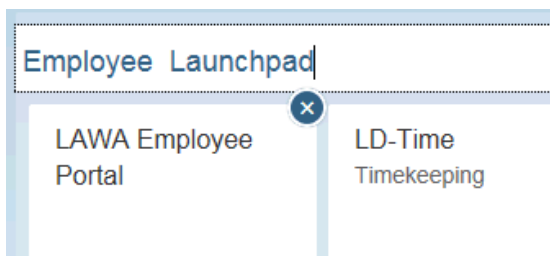 Employee Launchpad
LAWA Employee
Portal
LD-Time
Timekeeping